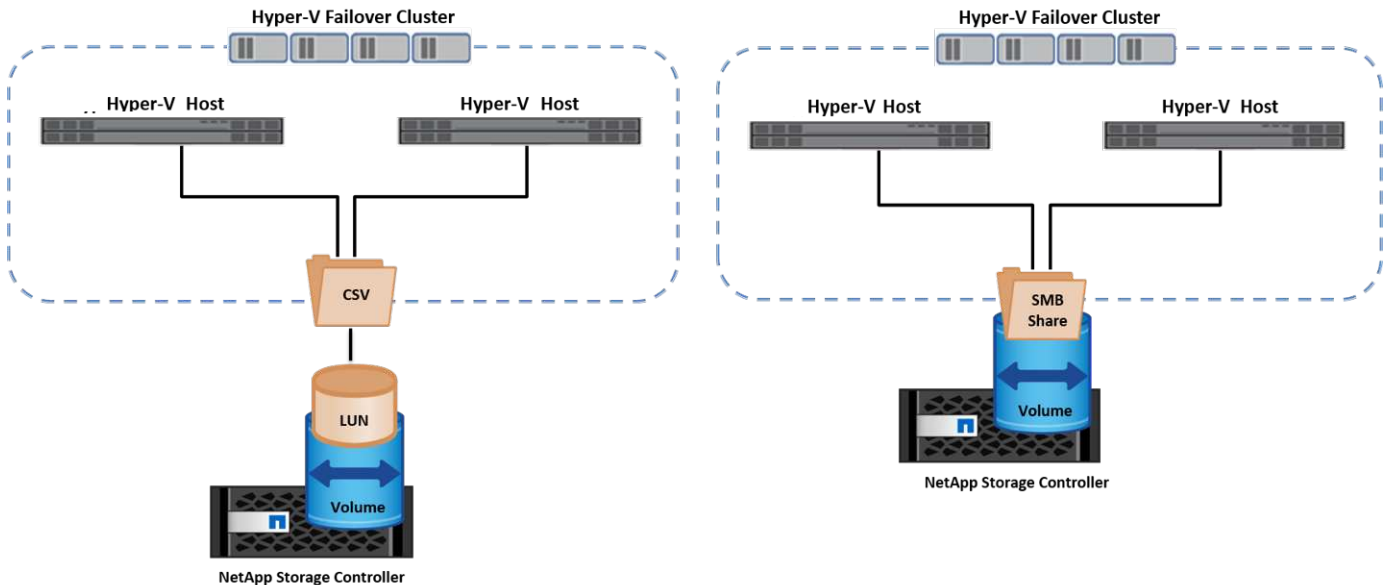 Hyper-V Failover Cluster
Hyper-V Host
Hyper-V Host
CSV
LUN
Volume
NetApp Storage Controller
Hyper-V Failover Cluster
Hyper-V Host
Hyper-V Host
SMB
Share
Volume
NetApp Storage Controller